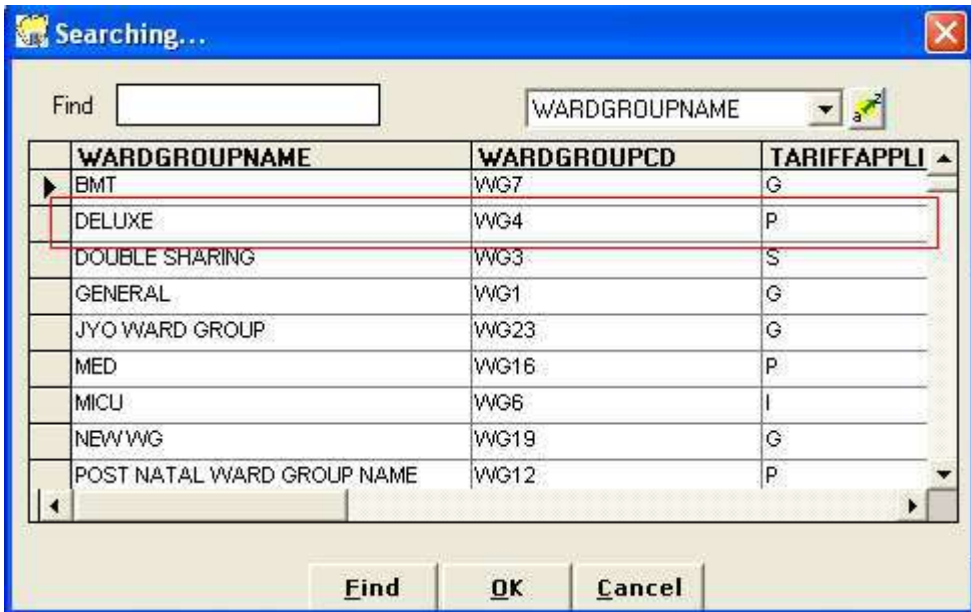 Searching...
Find WARDGROUPNAME
WARDGROUPNAME WARDGROUPCD TARIFFAPPLI
BMT WG7 G
DELUXE WG4 P
DOUBLE SHARING WG3 S
GENERAL WG1 G
JYO WARD GROUP WG23 G
MED WG16 P
MICU WG6 I
NEW WG WG19 G
POST NATAL WARD GROUP NAME WG12 P
Find OK Cancel